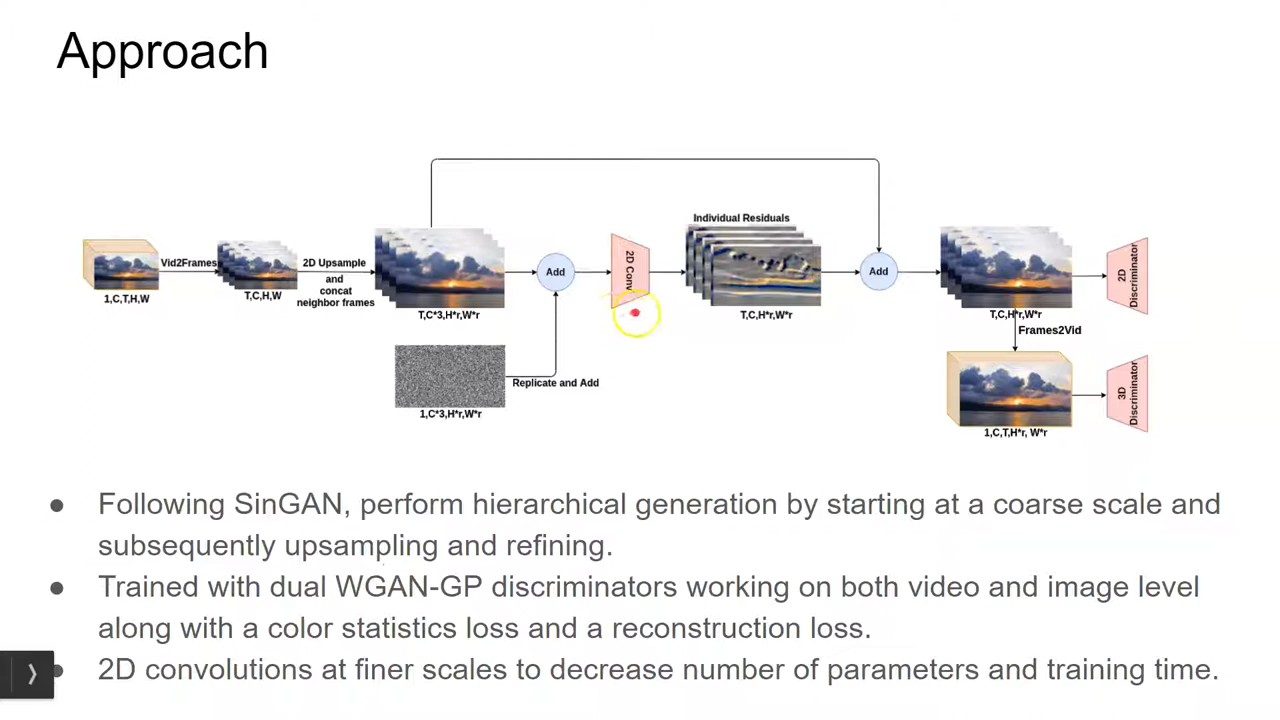 Approach
Individual Residuals
Vid2Frames
2D Upsample
and
concat
neighbor frames
Add
2D Conv
Add
2D
Discriminator
1,C,T,H,W
T,C,H,W
T,C*3,H*r,W*r
T,C,H*r,W*r
T,C,H*r,W*r
Frames2Vid
Replicate and Add
1,C*3,H*r,W*r
3D
Discriminator
1,C,T,H*r, W*r
● Following SinGAN, perform hierarchical generation by starting at a coarse scale and
subsequently upsampling and refining.
● Trained with dual WGAN-GP discriminators working on both video and image level
along with a color statistics loss and a reconstruction loss.
● 2D convolutions at finer scales to decrease number of parameters and training time.